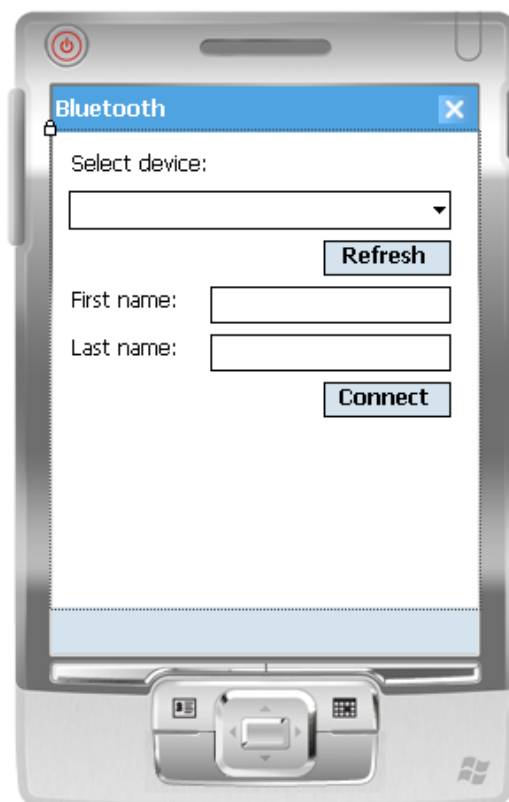 Bluetooth
Select device:
Refresh
First name:
Last name:
Connect